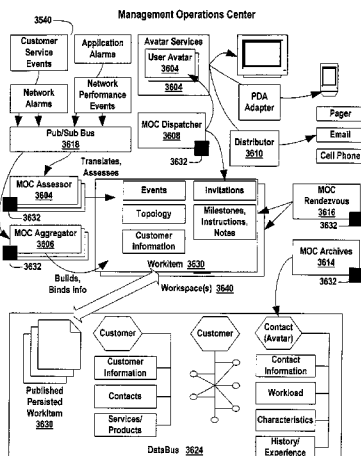 Management Operations Center
3540
Customer
Service
Events
Application
Alarms
Avatar Services
User Avatar
3604
3604
Network
Alarms
Network
Performance
Events
PDA
Adapter
Pub/Sub Bus
3618
MOC Dispatcher
3608
Distributor
3610
Pager
Email
Cell Phone
3632
Translates,
Assesses
MOC Assessor
3604
3632
Events
Invitations
Topology
Milestones,
Instructions,
Notes
Customer
Information
MOC
Rendezvous
3616
3632
MOC Aggregator
3606
3632
WorkItem 3630
MOC Archives
3614
3632
Builds,
Binds Info
Workspace(s) 3640
Published
Persisted
WorkItem
3630
Customer
Customer
Information
Contacts
Services/
Products
Customer
Contact
(Avatar)
Contact
Information
Workload
Characteristics
History/
Experience
DataBus 3624